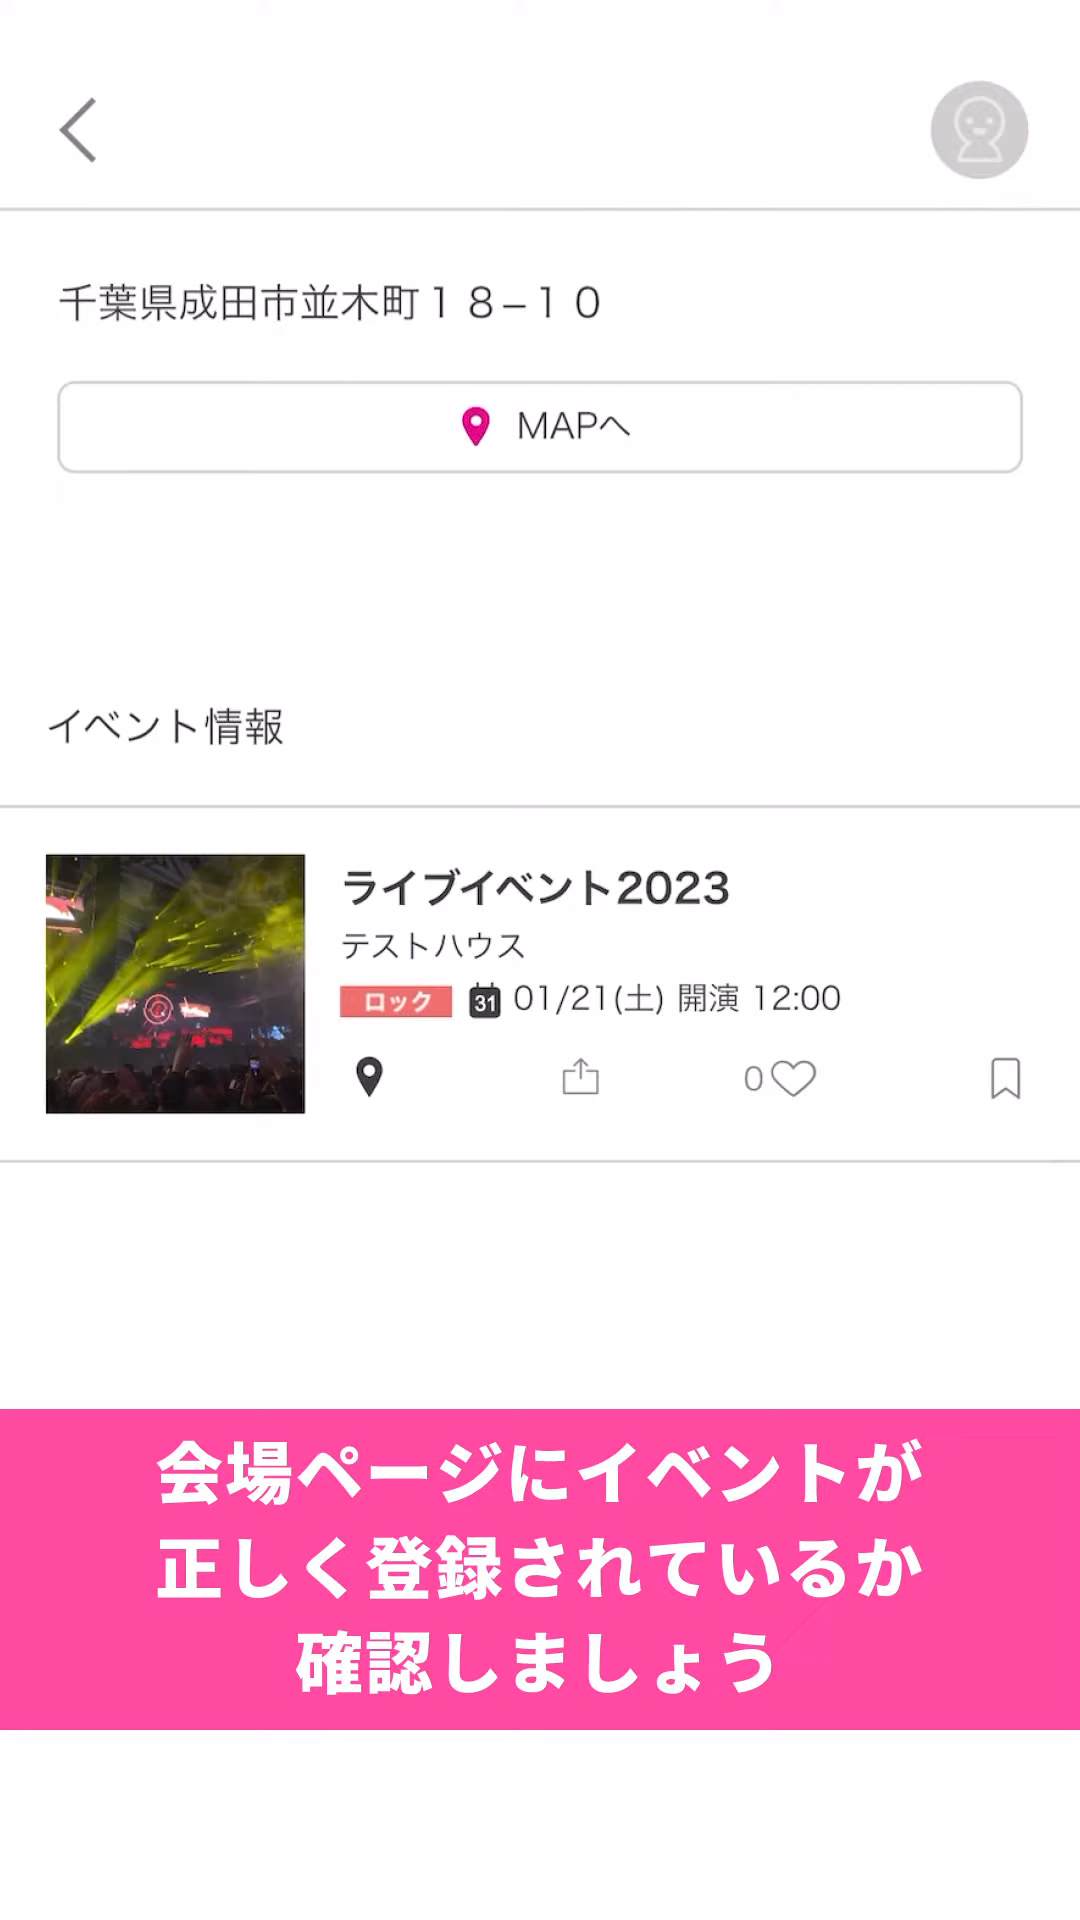 千葉県成田市並木町１８−１０
MAPへ
イベント情報
ライブイベント2023
テストハウス
ロック 31 01/21(土) 開演 12:00
0
会場ページにイベントが
正しく登録されているか
確認しましょう